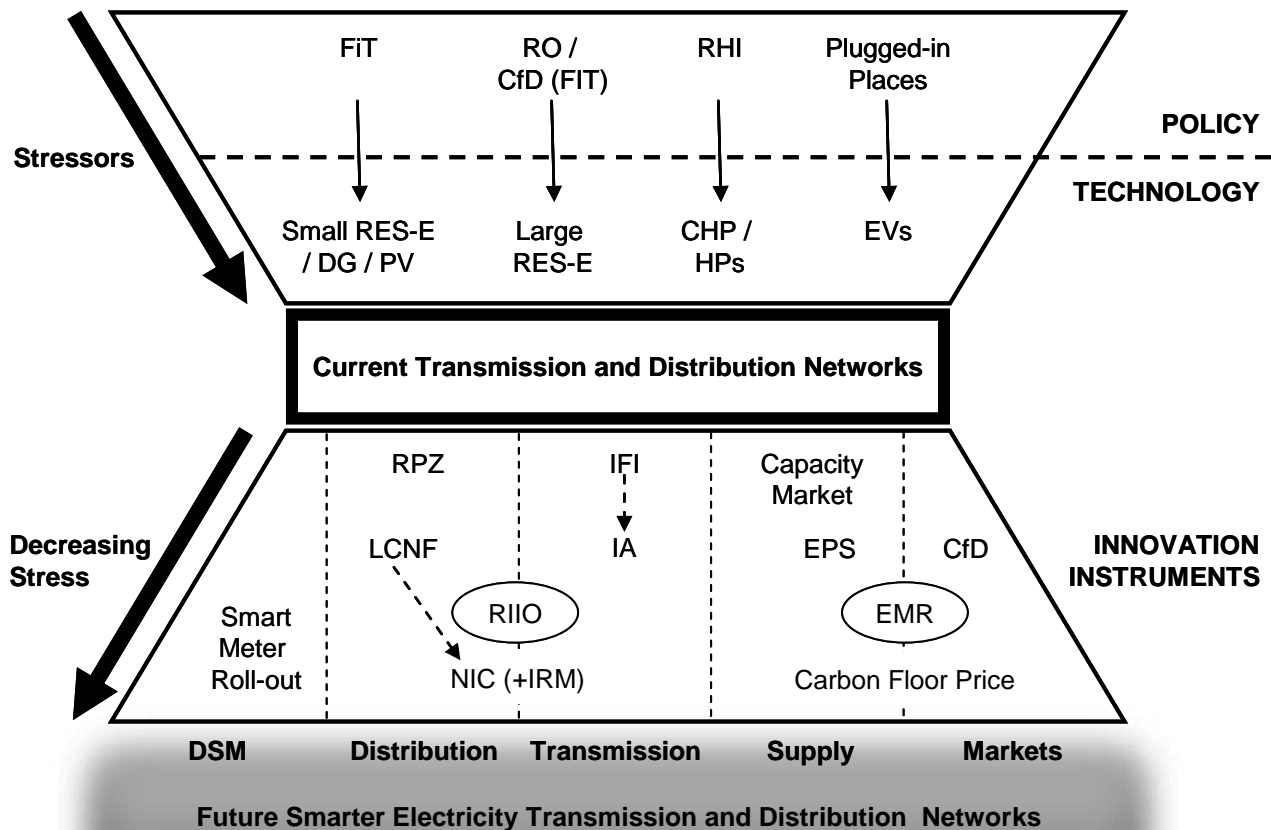 FiT
RO /
CfD (FIT)
RHI
Plugged-in
Places
POLICY
Stressors
TECHNOLOGY
Small RES-E
/ DG / PV
Large
RES-E
CHP /
HPs
EVs
Current Transmission and Distribution Networks
RPZ
IFI
Capacity
Market
Decreasing
Stress
LCNF
IA
EPS
CfD
INNOVATION
INSTRUMENTS
Smart
Meter
Roll-out
RIIO
EMR
NIC (+IRM)
Carbon Floor Price
DSM
Distribution
Transmission
Supply
Markets
Future Smarter Electricity Transmission and Distribution Networks